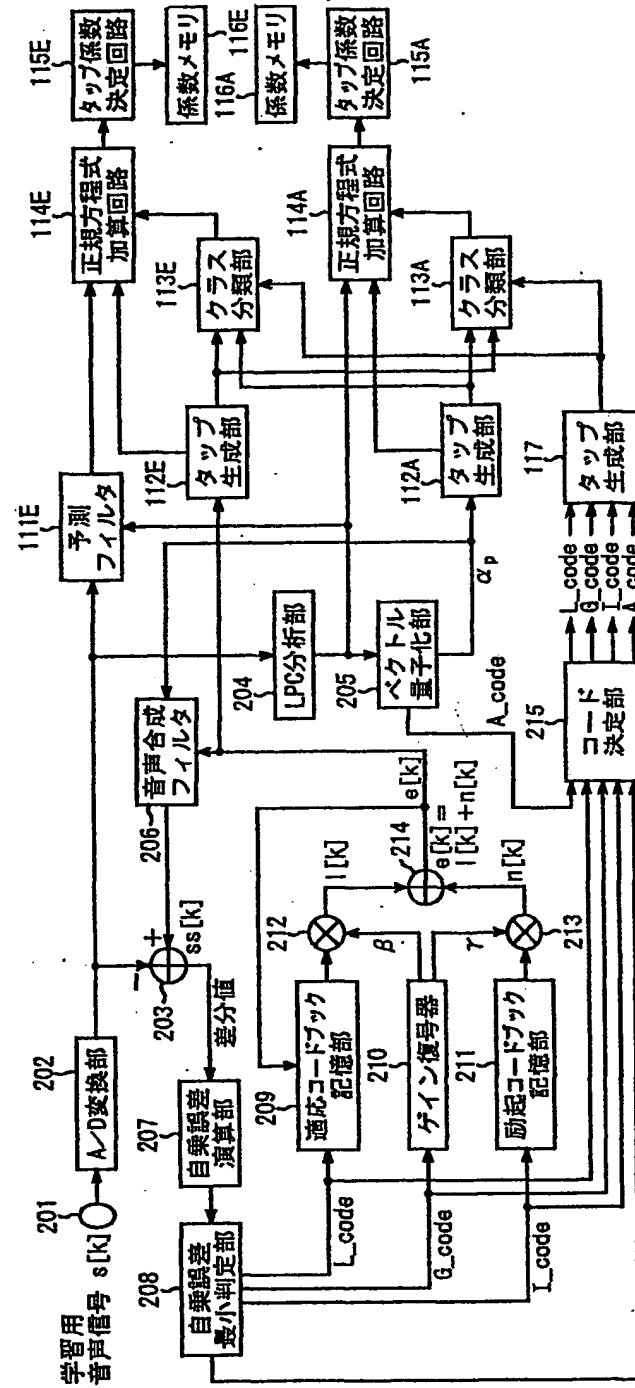 学習用
音声信号 s[k]
201
202
A/D変換部
203
差分値
ss[k]
206
音声合成
フィルタ
111E
予測
フィルタ
114E
正規方程式
加算回路
115E
タップ係数
決定回路
係数メモリ
116E
116A
係数メモリ
タップ係数
決定回路
115A
112E
タップ
生成部
113E
クラス
分類部
114A
正規方程式
加算回路
204
LPC分析部
205
ベクトル
量子化部
αp
A_code
112A
タップ
生成部
113A
クラス
分類部
207
自乗誤差
演算部
208
自乗誤差
最小判定部
209
適応コードブック
記憶部
212
l[k]
e[k]
214
e[k]=
l[k]+n[k]
β
210
ゲイン復号器
γ
n[k]
213
211
励起コードブック
記憶部
L_code
G_code
I_code
215
コード
決定部
L_code
G_code
I_code
A_code
117
タップ
生成部